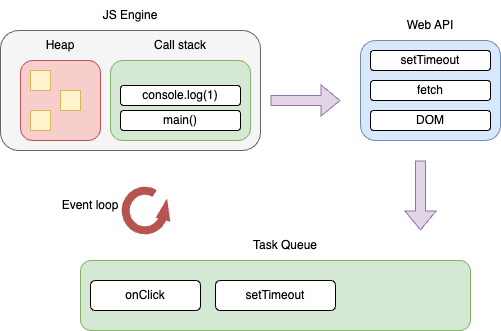 JS Engine
Web API
Heap
Call stack
setTimeout
console.log(1)
fetch
main()
DOM
Event loop
Task Queue
onClick
setTimeout